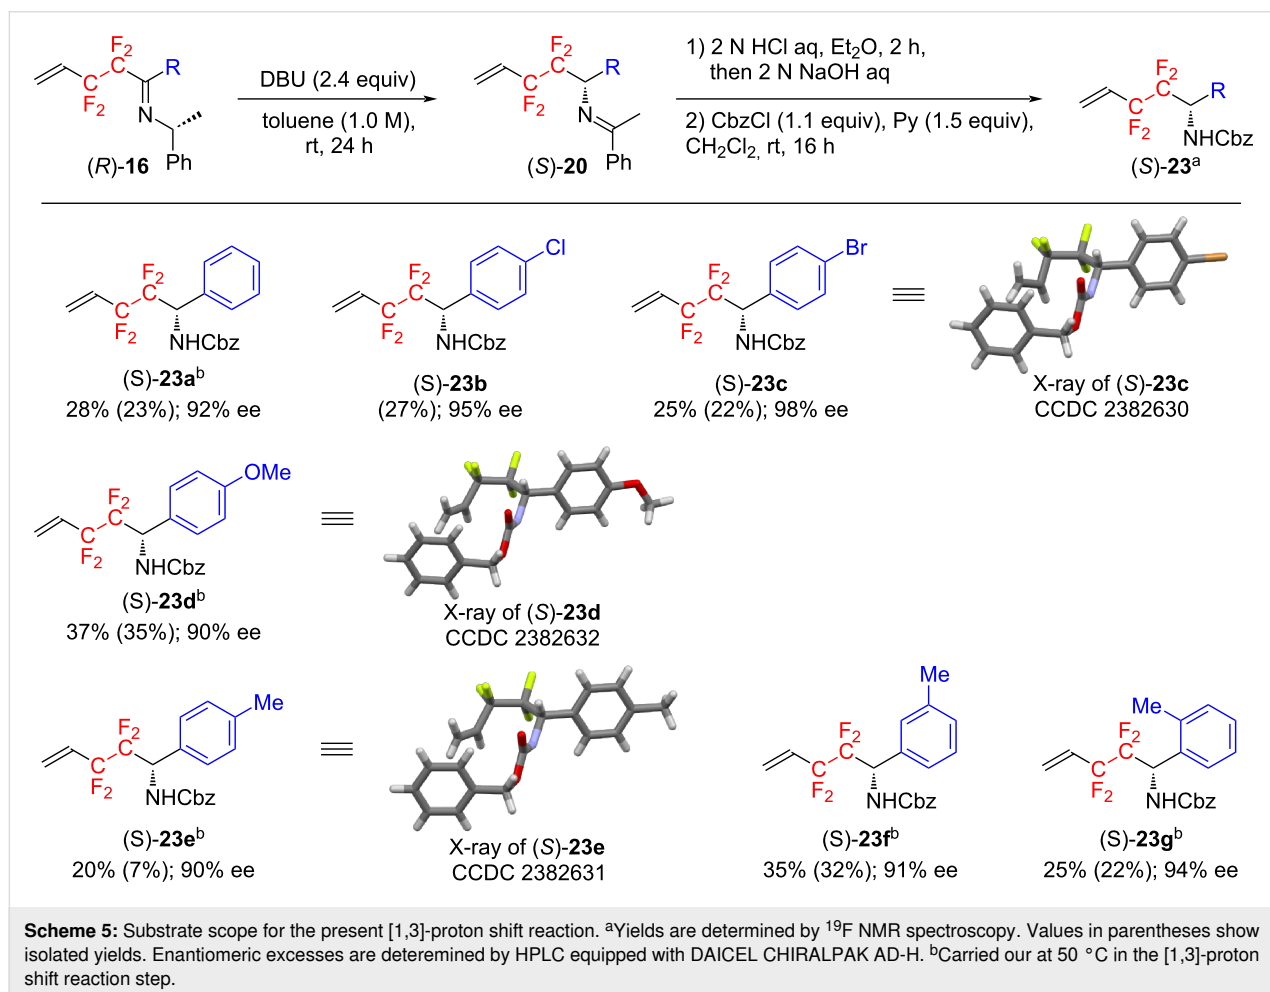 F2
C
R
C
F2
N
Ph
(R)-16
DBU (2.4 equiv)
toluene (1.0 M),
rt, 24 h
F2
C
R
C
F2
N
Ph
(S)-20
1) 2 N HCl aq, Et2O, 2 h,
then 2 N NaOH aq
2) CbzCl (1.1 equiv), Py (1.5 equiv),
CH2Cl2, rt, 16 h
F2
C
R
C
F2
NHCbz
(S)-23a
F2
C
C
F2
NHCbz
(S)-23ab
28% (23%); 92% ee
Cl
F2
C
C
F2
NHCbz
(S)-23b
(27%); 95% ee
Br
F2
C
C
F2
NHCbz
(S)-23c
25% (22%); 98% ee
X-ray of (S)-23c
CCDC 2382630
OMe
F2
C
C
F2
NHCbz
(S)-23db
37% (35%); 90% ee
X-ray of (S)-23d
CCDC 2382632
Me
F2
C
C
F2
NHCbz
(S)-23eb
20% (7%); 90% ee
X-ray of (S)-23e
CCDC 2382631
Me
F2
C
C
F2
NHCbz
(S)-23fb
35% (32%); 91% ee
Me
F2
C
C
F2
NHCbz
(S)-23gb
25% (22%); 94% ee
Scheme 5: Substrate scope for the present [1,3]-proton shift reaction. aYields are determined by 19F NMR spectroscopy. Values in parentheses show
isolated yields. Enantiomeric excesses are deteremined by HPLC equipped with DAICEL CHIRALPAK AD-H. bCarried our at 50 °C in the [1,3]-proton
shift reaction step.